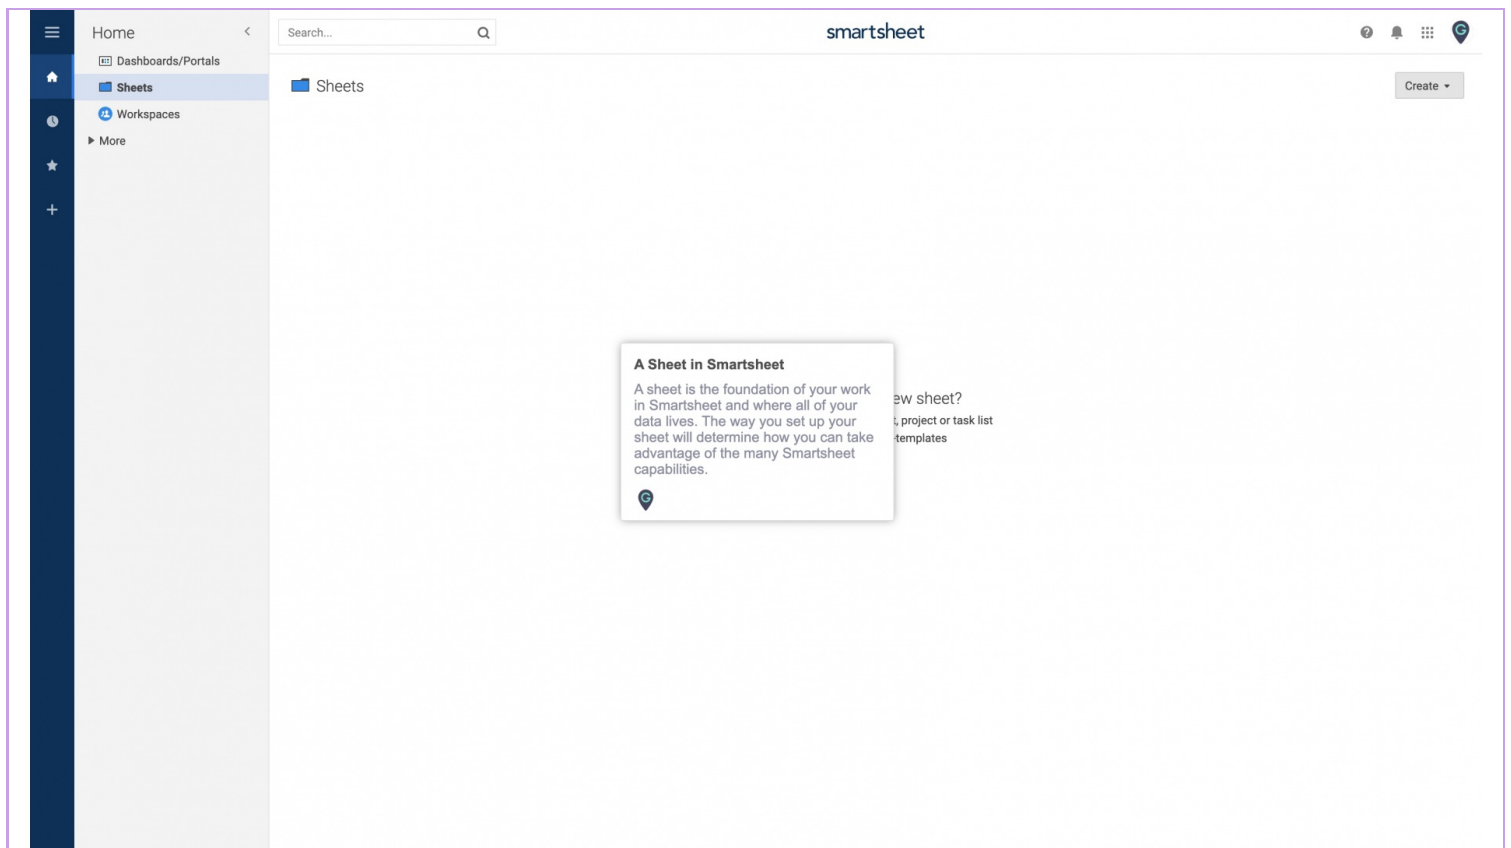 Home
Search...
smartsheet
Dashboards/Portals
Sheets
Workspaces
More
Sheets
Create
A Sheet in Smartsheet
A sheet is the foundation of your work
in Smartsheet and where all of your
data lives. The way you set up your
sheet will determine how you can take
advantage of the many Smartsheet
capabilities.
sheet?
project or task list
templates